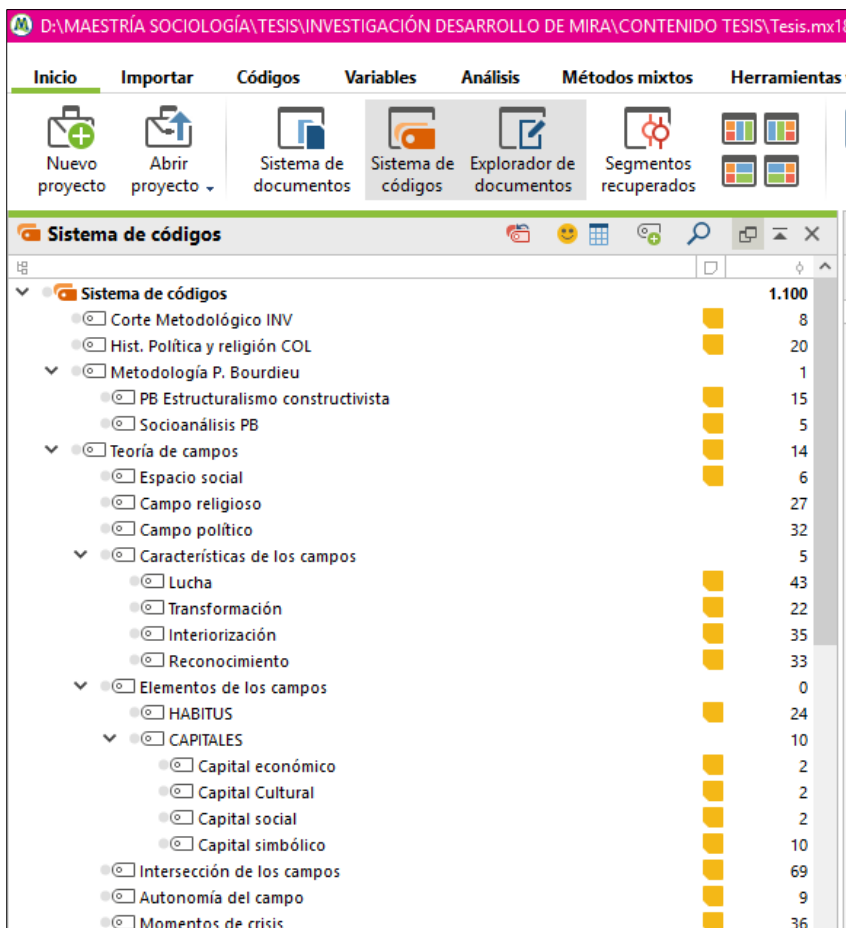 D:\MAESTRÍA SOCIOLOGÍA\TESIS\INVESTIGACIÓN DESARROLLO DE MIRA\CONTENIDO TESIS\Tesis.mx18
Inicio Importar Códigos Variables Análisis Métodos mixtos Herramientas
Nuevo proyecto
Abrir proyecto
Sistema de documentos
Sistema de códigos
Explorador de documentos
Segmentos recuperados
Sistema de códigos
Sistema de códigos 1.100
Corte Metodológico INV 8
Hist. Política y religión COL 20
Metodología P. Bourdieu 1
PB Estructuralismo constructivista 15
Socioanálisis PB 5
Teoría de campos 14
Espacio social 6
Campo religioso 27
Campo político 32
Características de los campos 5
Lucha 43
Transformación 22
Interiorización 35
Reconocimiento 33
Elementos de los campos 0
HABITUS 24
CAPITALES 10
Capital económico 2
Capital Cultural 2
Capital social 2
Capital simbólico 10
Intersección de los campos 69
Autonomía del campo 9
Momentos de crisis 36